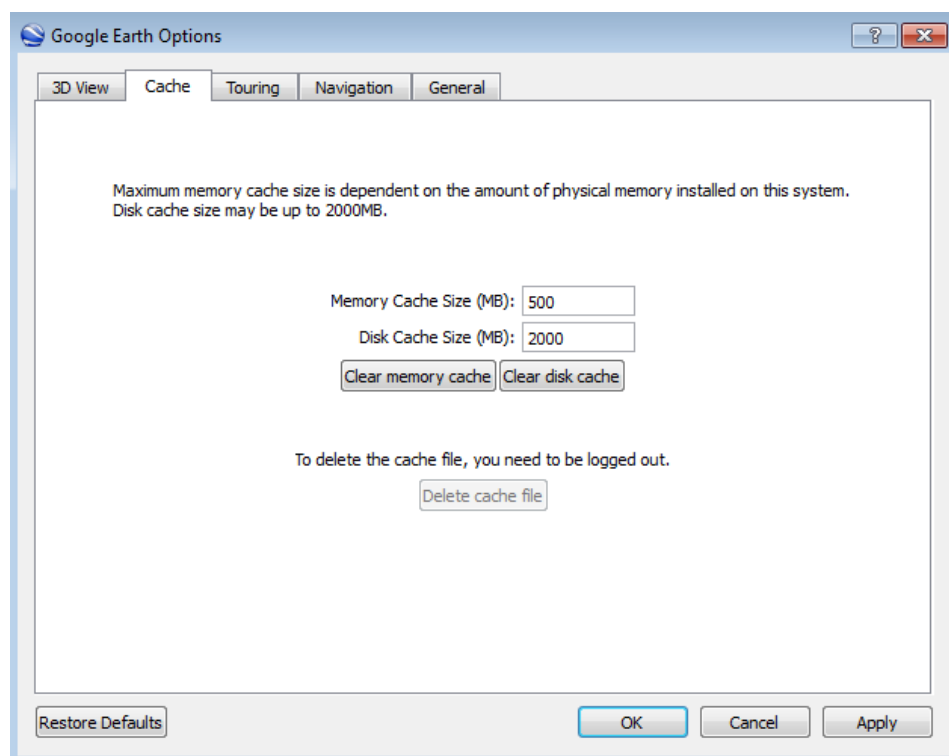 Google Earth Options
3D View Cache Touring Navigation General
Maximum memory cache size is dependent on the amount of physical memory installed on this system.
Disk cache size may be up to 2000MB.
Memory Cache Size (MB): 500
Disk Cache Size (MB): 2000
Clear memory cache Clear disk cache
To delete the cache file, you need to be logged out.
Delete cache file
Restore Defaults OK Cancel Apply